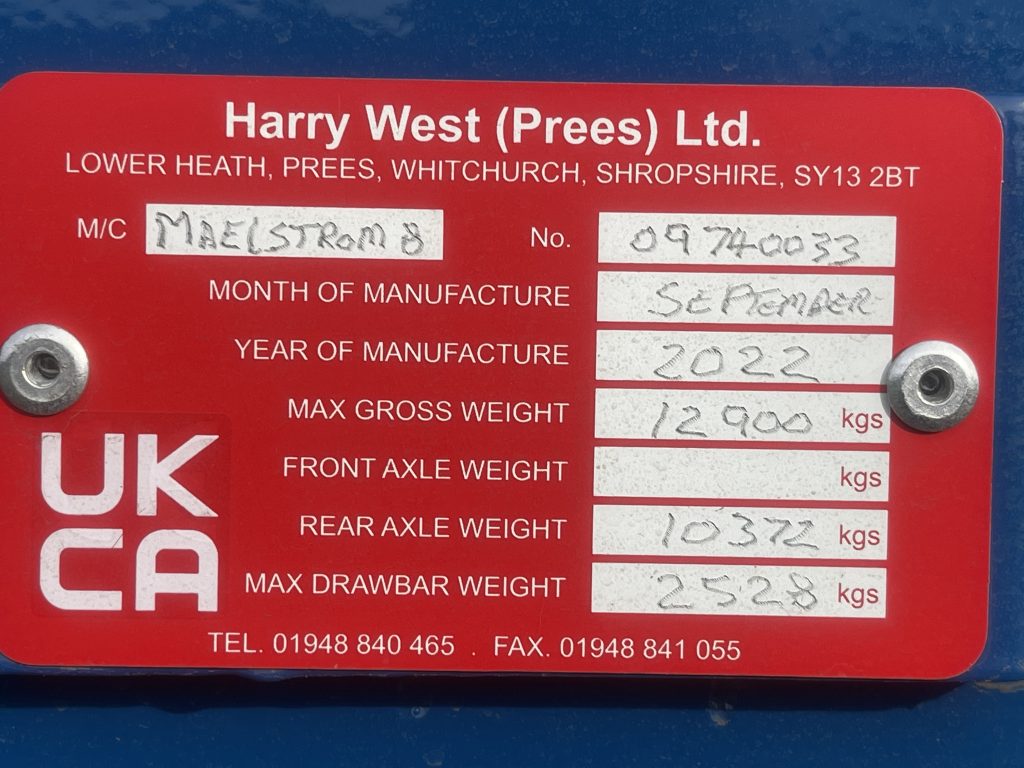 Harry West (Prees) Ltd.
LOWER HEATH, PREES, WHITCHURCH, SHROPSHIRE, SY13 2BT
M/C MAELSTROM 8 No. 09740033
MONTH OF MANUFACTURE SEPTEMBER
YEAR OF MANUFACTURE 2022
MAX GROSS WEIGHT 12900 kgs
FRONT AXLE WEIGHT kgs
REAR AXLE WEIGHT 10372 kgs
MAX DRAWBAR WEIGHT 2528 kgs
UK
CA
TEL. 01948 840 465 . FAX. 01948 841 055